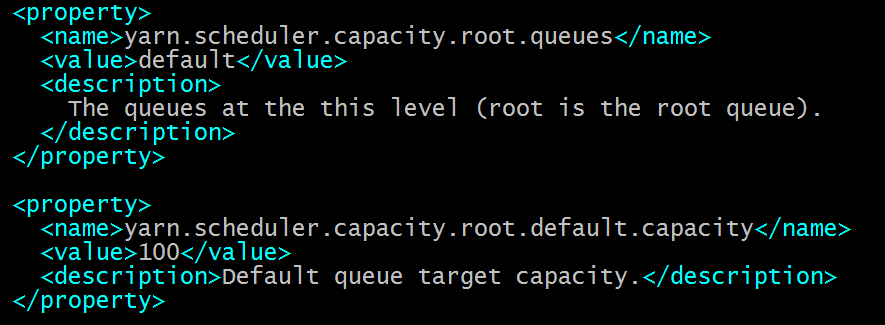 <property>
<name>yarn.scheduler.capacity.root.queues</name>
<value>default</value>
<description>
The queues at the this level (root is the root queue).
</description>
</property>
<property>
<name>yarn.scheduler.capacity.root.default.capacity</name>
<value>100</value>
<description>Default queue target capacity.</description>
</property>